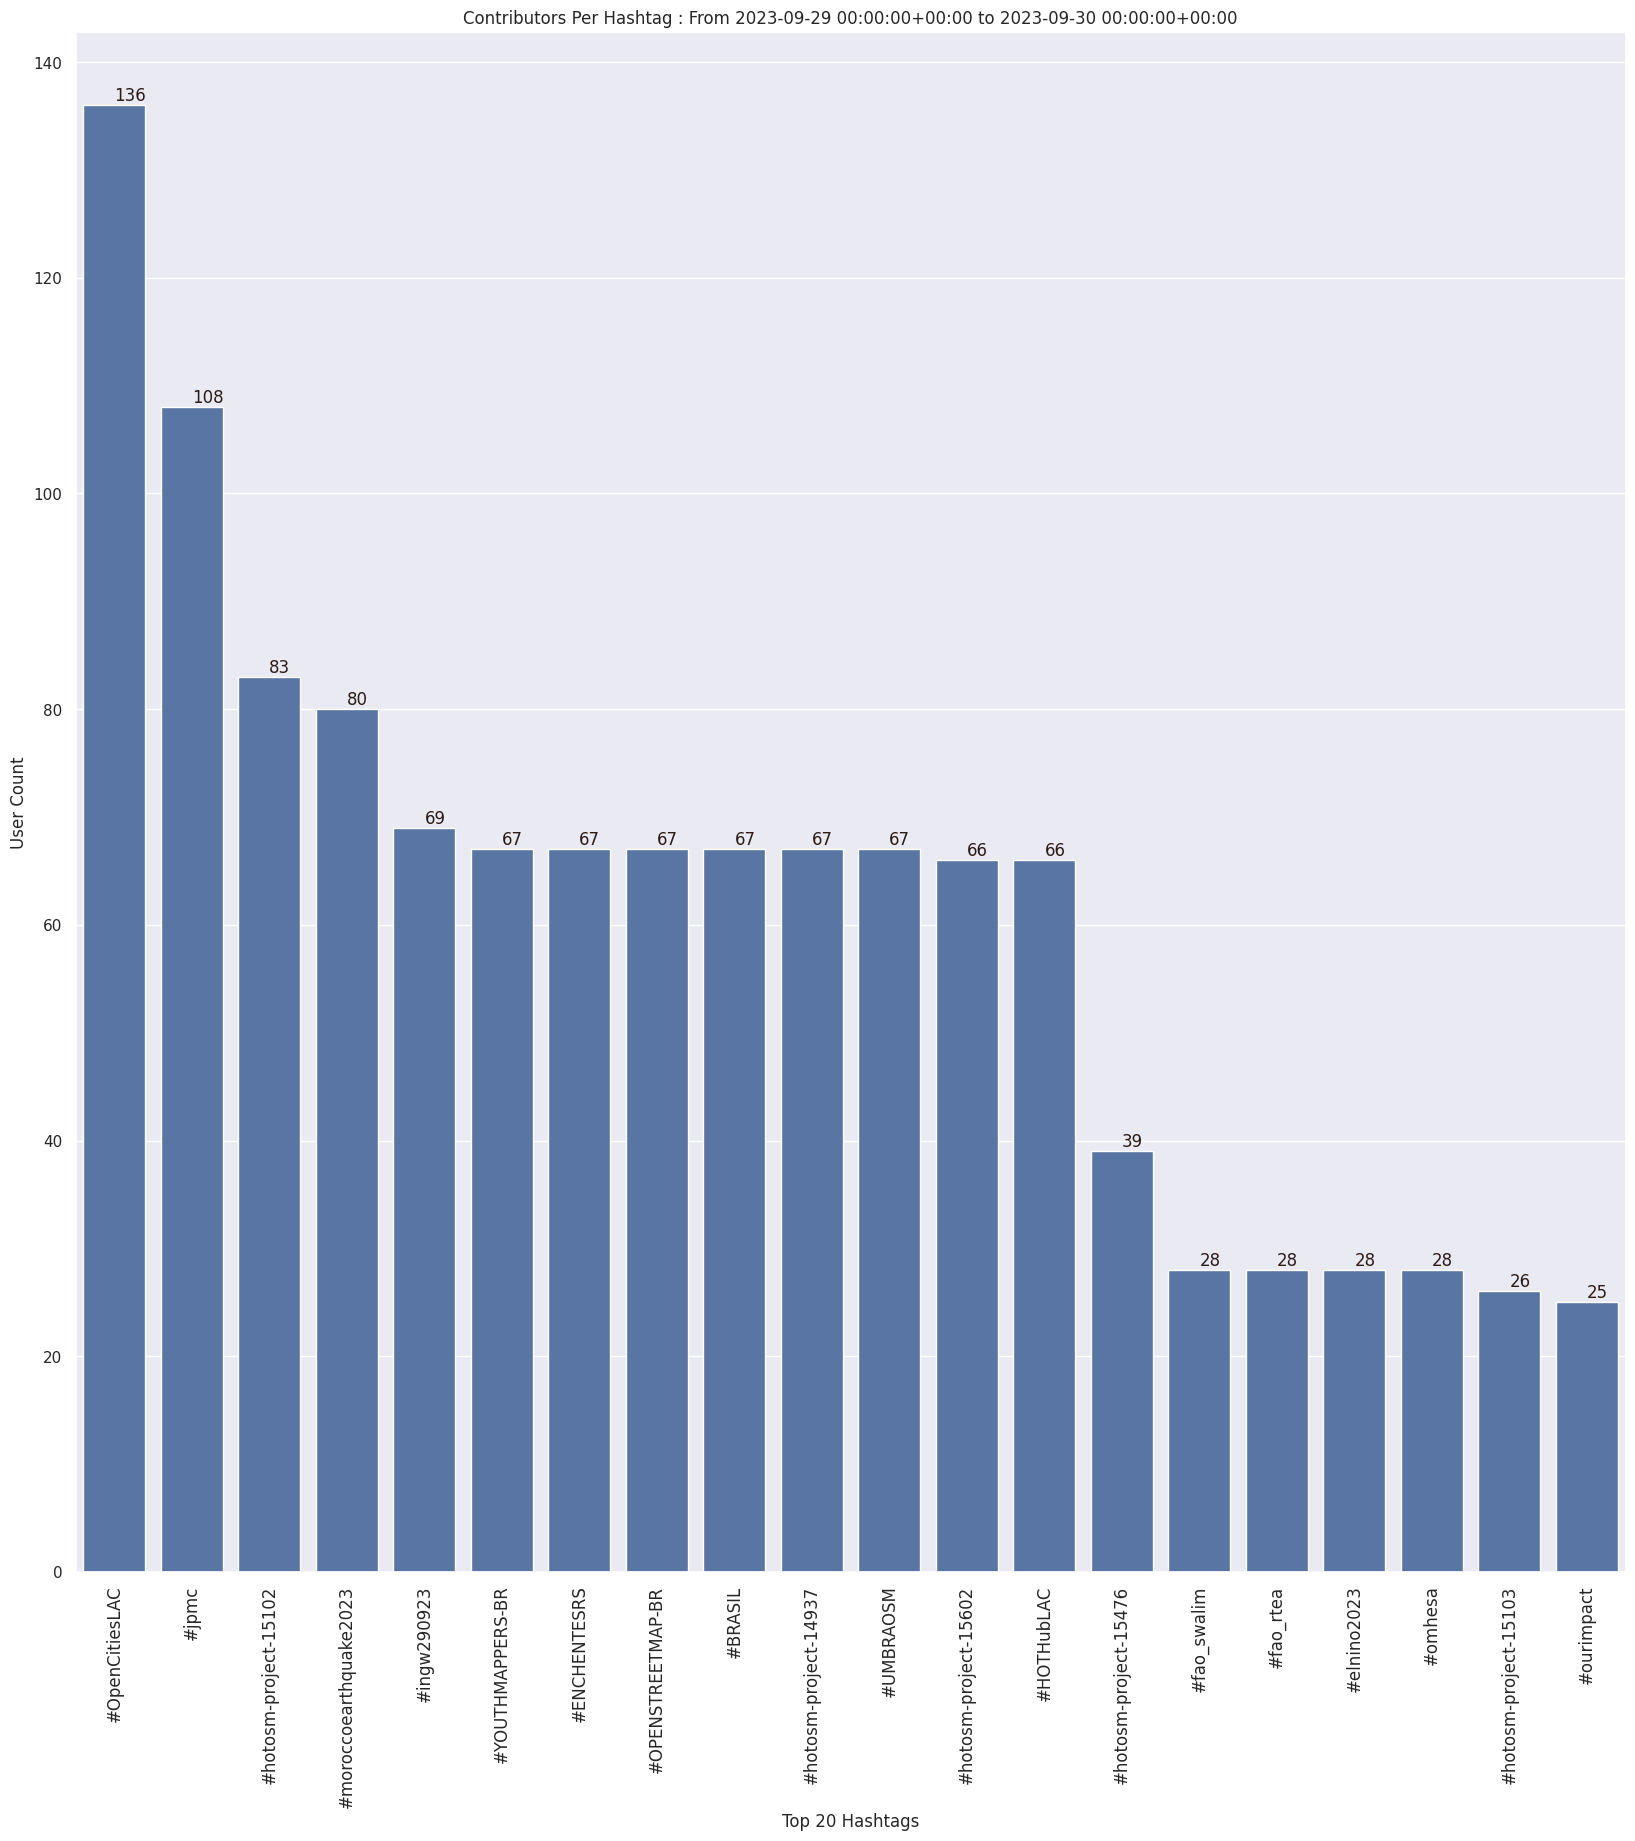 Contributors Per Hashtag : From 2023-09-29 00:00:00+00:00 to 2023-09-30 00:00:00+00:00
User Count
140
120
100
80
60
40
20
0
136
108
83
80
69
67
67
67
67
67
67
66
66
39
28
28
28
28
26
25
#OpenCitiesLAC
#jpmc
#hotosm-project-15102
#moroccoearthquake2023
#ingw290923
#YOUTHMAPPERS-BR
#ENCHENTESRS
#OPENSTREETMAP-BR
#BRASIL
#hotosm-project-14937
#UMBRAOSM
#hotosm-project-15602
#HOTHubLAC
#hotosm-project-15476
#fao_swalim
#fao_rtea
#elnino2023
#omhesa
#hotosm-project-15103
#ourimpact
Top 20 Hashtags